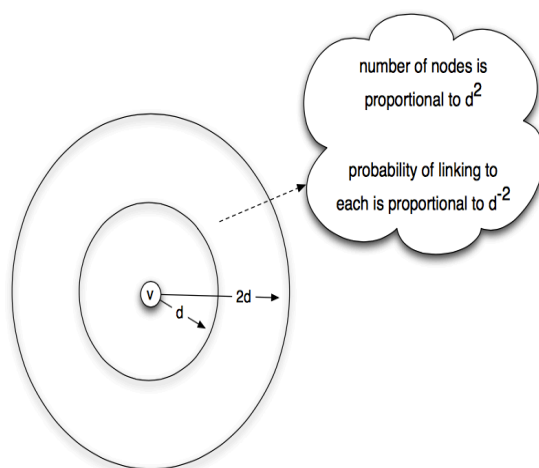 number of nodes is
proportional to d²
probability of linking to
each is proportional to d⁻²
v
2d
d